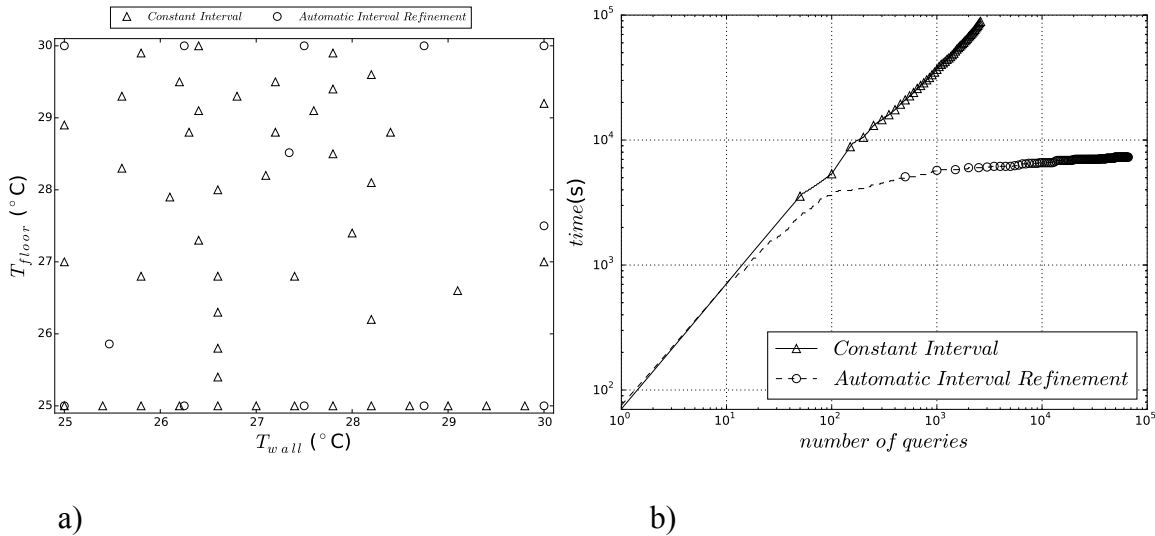 Constant Interval
Automatic Interval Refinement
30
29
28
27
26
25
T_floor (°C)
25
26
27
28
29
30
T_wall (°C)
a)
10^5
10^4
10^3
10^2
time(s)
10^0
10^1
10^2
10^3
10^4
10^5
number of queries
Constant Interval
Automatic Interval Refinement
b)